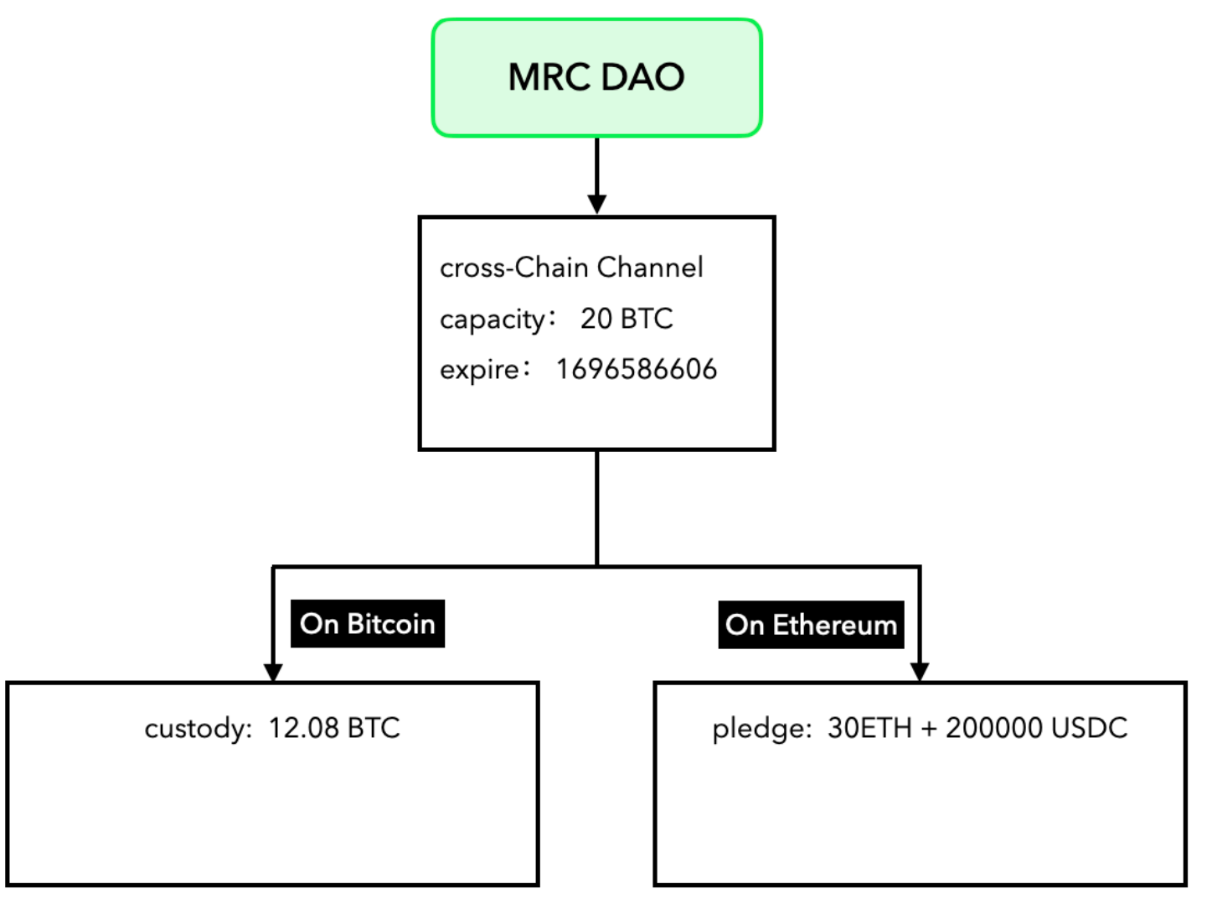 MRC DAO
cross-Chain Channel
capacity： 20 BTC
expire： 1696586606
On Bitcoin
On Ethereum
custody: 12.08 BTC
pledge: 30ETH + 200000 USDC